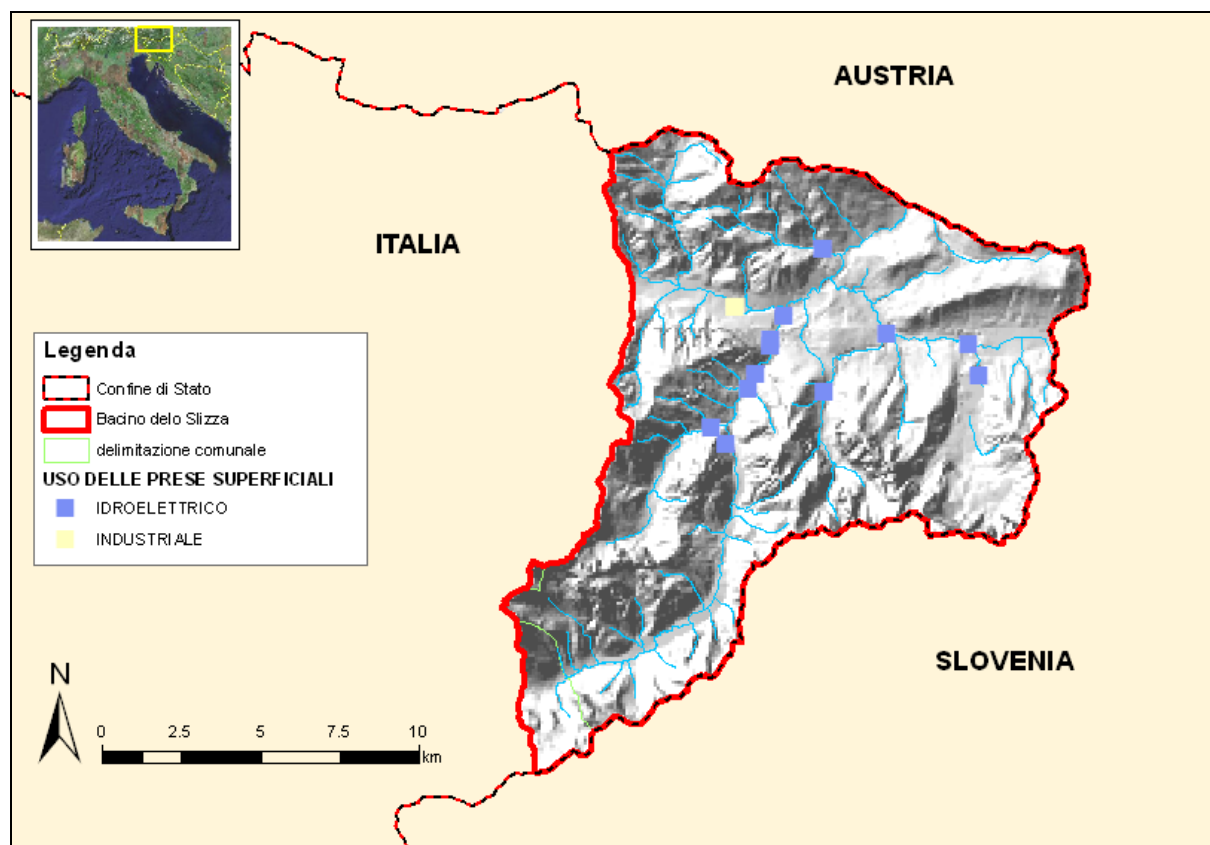 AUSTRIA
ITALIA
Legenda
Confine di Stato
Bacino delo Slizza
delimitazione comunale
USO DELLE PRESE SUPERFICIALI
IDROELETTRICO
INDUSTRIALE
SLOVENIA
N
0 2.5 5 7.5 10
km